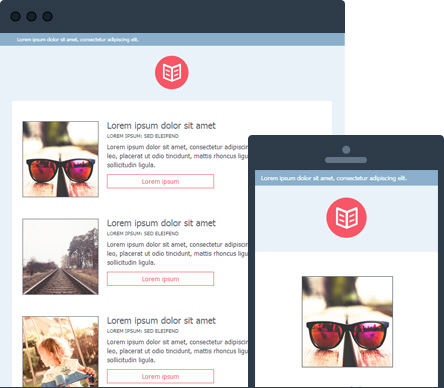 Lorem ipsum dolor sit amet, consectetur adipiscing elit.
Lorem ipsum dolor sit amet
LOREM IPSUM: SED ELEIFEND
Lorem ipsum dolor sit amet, consectetur adipiscin
leo, placerat ut odio tincidunt, mattis rhoncus ligu
sollicitudin ligula.
Lorem ipsum
Lorem ipsum dolor sit amet
LOREM IPSUM: SED ELEIFEND
Lorem ipsum dolor sit amet, consectetur adipiscin
leo, placerat ut odio tincidunt, mattis rhoncus ligu
sollicitudin ligula.
Lorem ipsum
Lorem ipsum dolor sit amet
LOREM IPSUM: SED ELEIFEND
Lorem ipsum dolor sit amet, consectetur adipiscin
leo, placerat ut odio tincidunt, mattis rhoncus ligu
sollicitudin ligula.
Lorem ipsum
Lorem ipsum dolor sit amet, consectetur adipiscing elit.